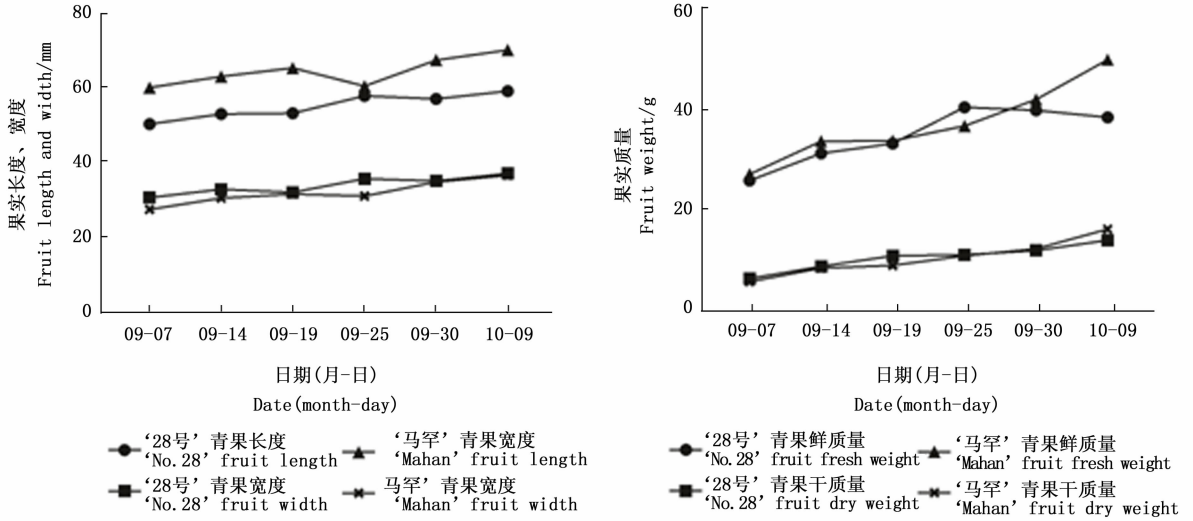 果实长度、宽度
Fruit length and width/mm
80
60
40
20
0
09-07 09-14 09-19 09-25 09-30 10-09
日期(月-日)
Date(month-day)
‘28号’青果长度
‘No.28’ fruit length
‘马罕’青果宽度
‘Mahan’ fruit length
‘28号’青果宽度
‘No.28’ fruit width
马罕’青果宽度
‘Mahan’ fruit width
果实质量
Fruit weight/g
60
40
20
0
09-07 09-14 09-19 09-25 09-30 10-09
日期(月-日)
Date(month-day)
‘28号’青果鲜质量
‘No.28’ fruit fresh weight
‘马罕’青果鲜质量
‘Mahan’ fruit fresh weight
‘28号’青果干质量
‘No.28’ fruit dry weight
‘马罕’青果干质量
‘Mahan’ fruit dry weight